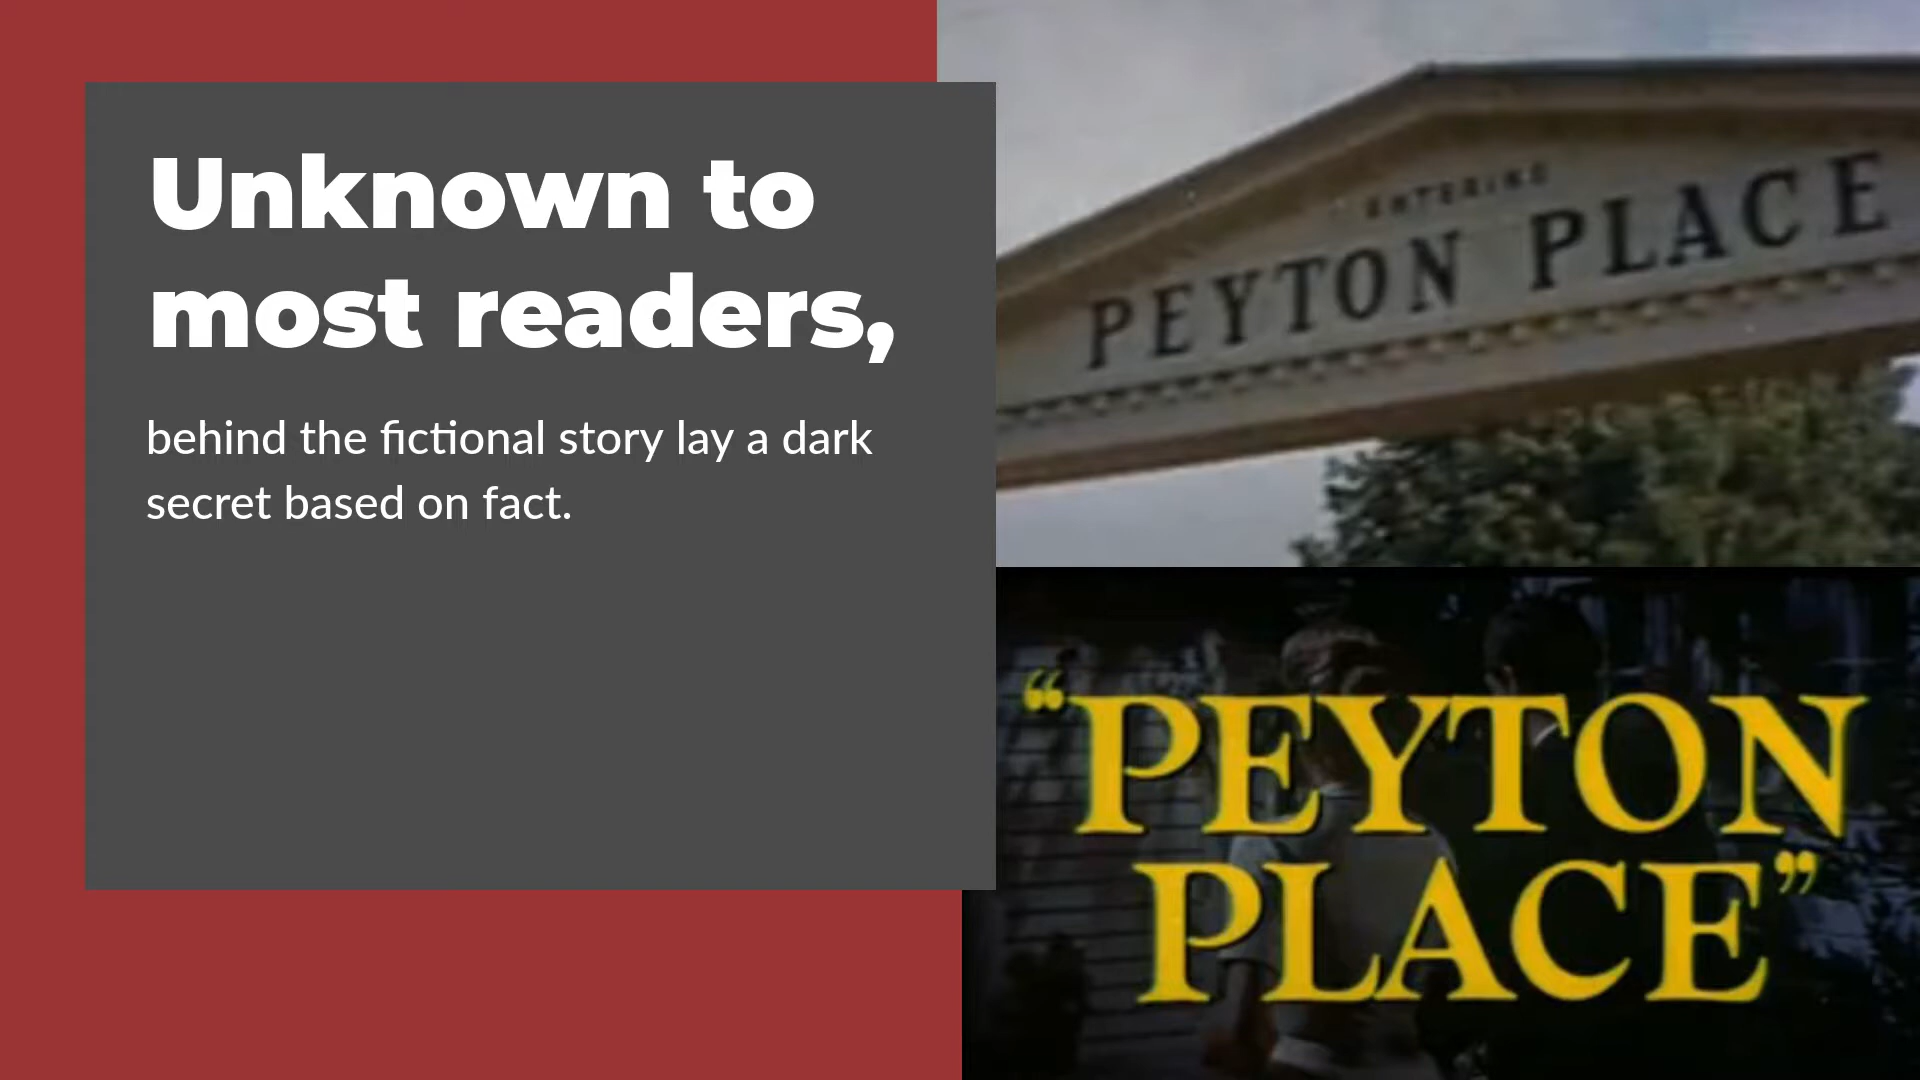 Unknown to
most readers,
behind the fictional story lay a dark
secret based on fact.
ENTERING
PEYTON PLACE
“PEYTON
PLACE”